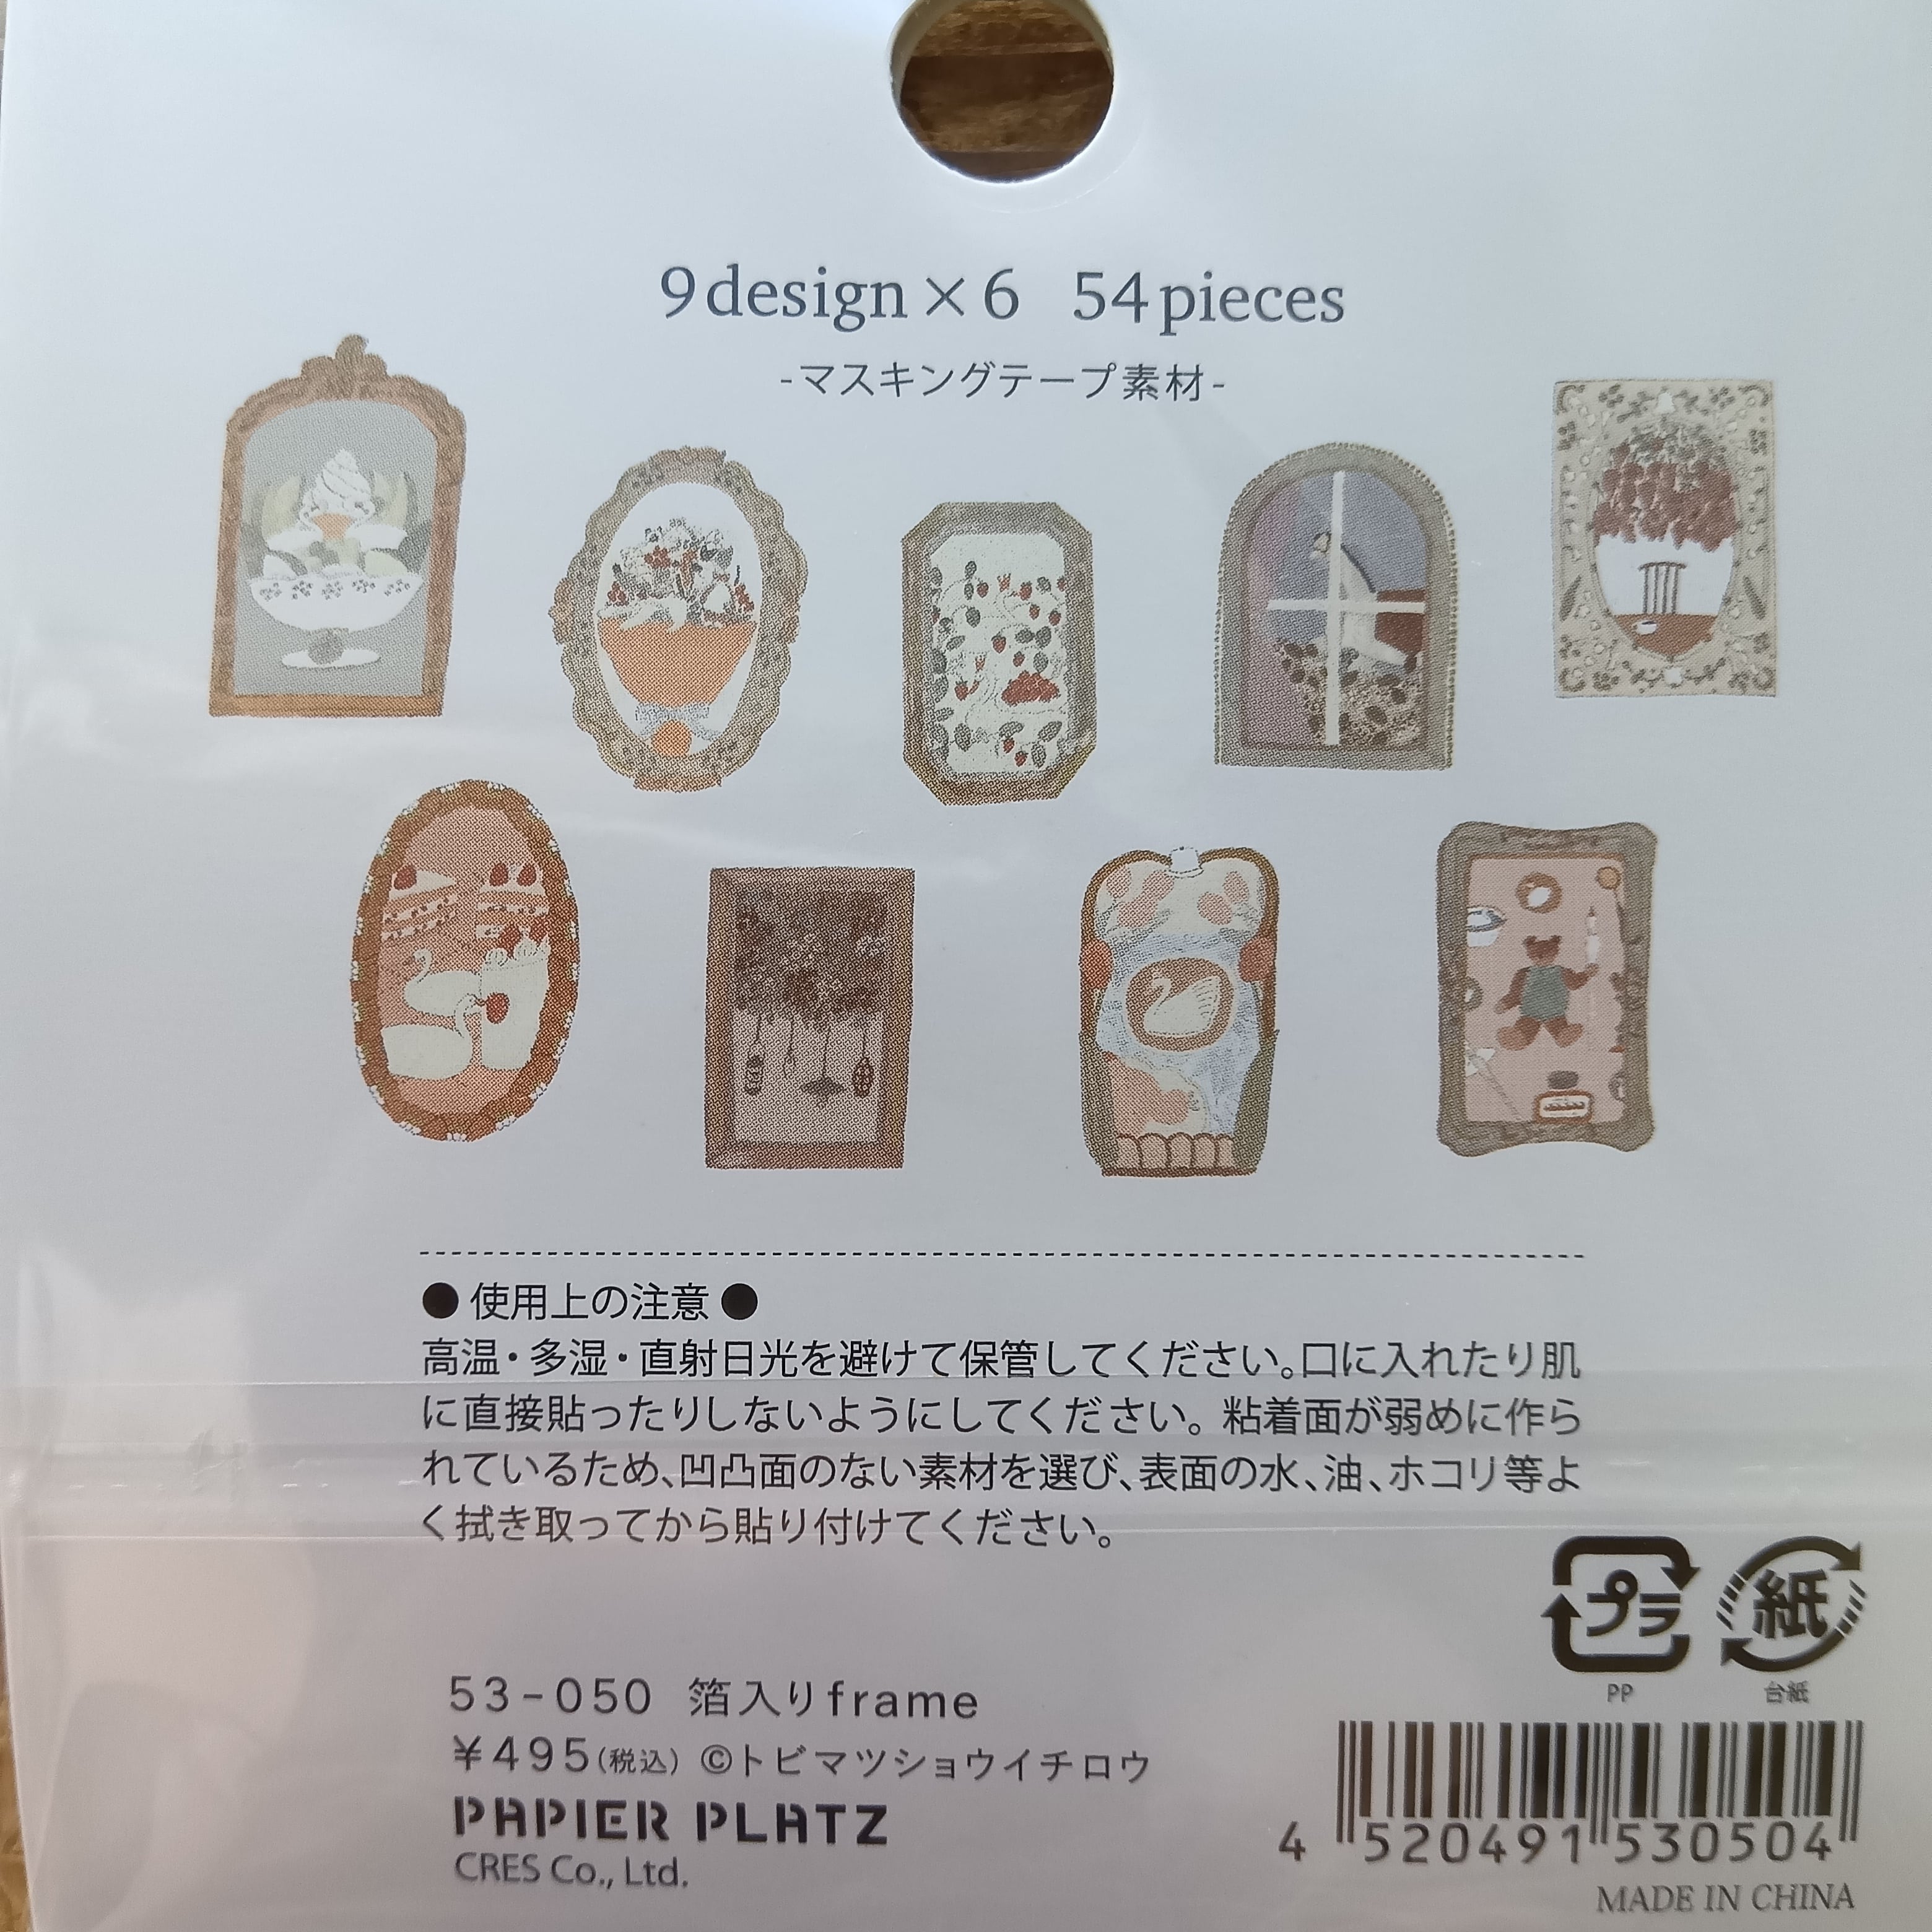 9design×6 54pieces
-マスキングテープ素材-
●使用上の注意●
高温・多湿・直射日光を避けて保管してください。口に入れたり肌
に直接貼ったりしないようにしてください。粘着面が弱めに作ら
れているため、凹凸面のない素材を選び、表面の水、油、ホコリ等よ
く拭き取ってから貼り付けてください。
プラ 紙
PP 台紙
53-050 箔入りframe
¥495(税込) ©トビマツショウイチロウ
PAPIER PLATZ
CRES Co., Ltd.
4 520491 530504
MADE IN CHINA